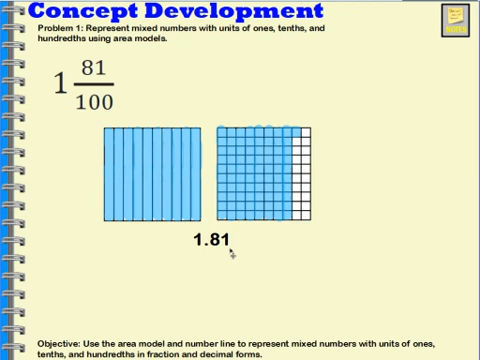 Concept Development
Problem 1: Represent mixed numbers with units of ones, tenths, and
hundredths using area models.
1 81/100
1.81
Objective: Use the area model and number line to represent mixed numbers with units of ones,
tenths, and hundredths in fraction and decimal forms.